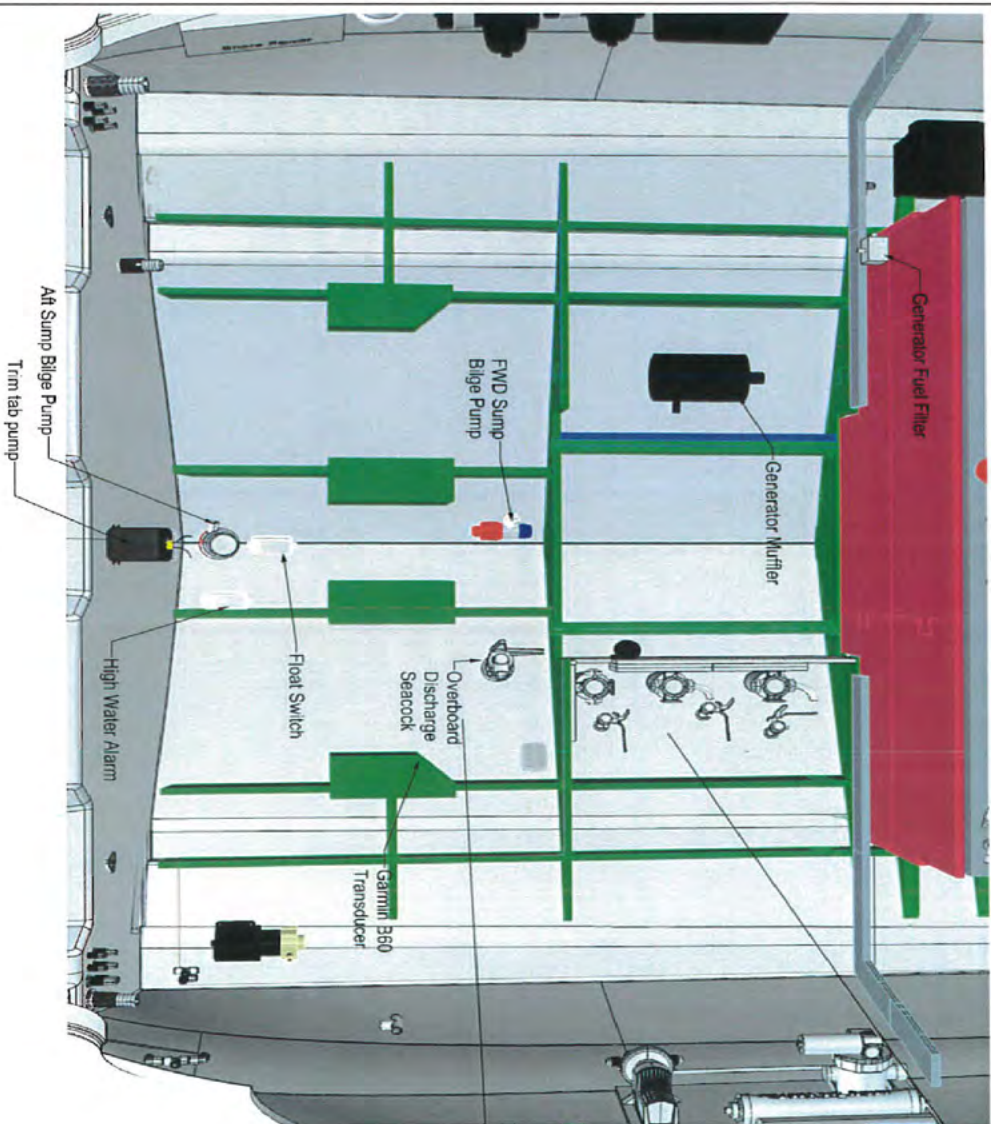 Generator Fuel Filter
Generator Muffler
FWD Sump
Bilge Pump
Overboard
Discharge
Seacock
Float Switch
High Water Alarm
Garmin B60
Transducer
Aft Sump Bilge Pump
Trim tab pump